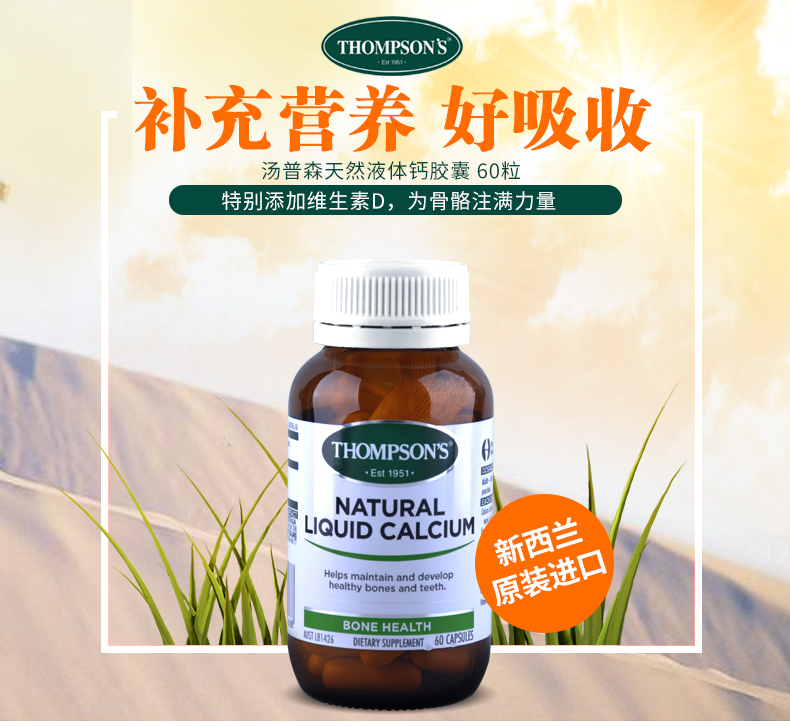 THOMPSON'S
Est 1951
补充营养 好吸收
汤普森天然液体钙胶囊 60粒
特别添加维生素D，为骨骼注满力量
THOMPSON'S
Est 1951
NATURAL
LIQUID CALCIUM
Helps maintain and develop
healthy bones and teeth.
BONE HEALTH
AUST L81426
DIETARY SUPPLEMENT
60 CAPSULES
新西兰
原装进口